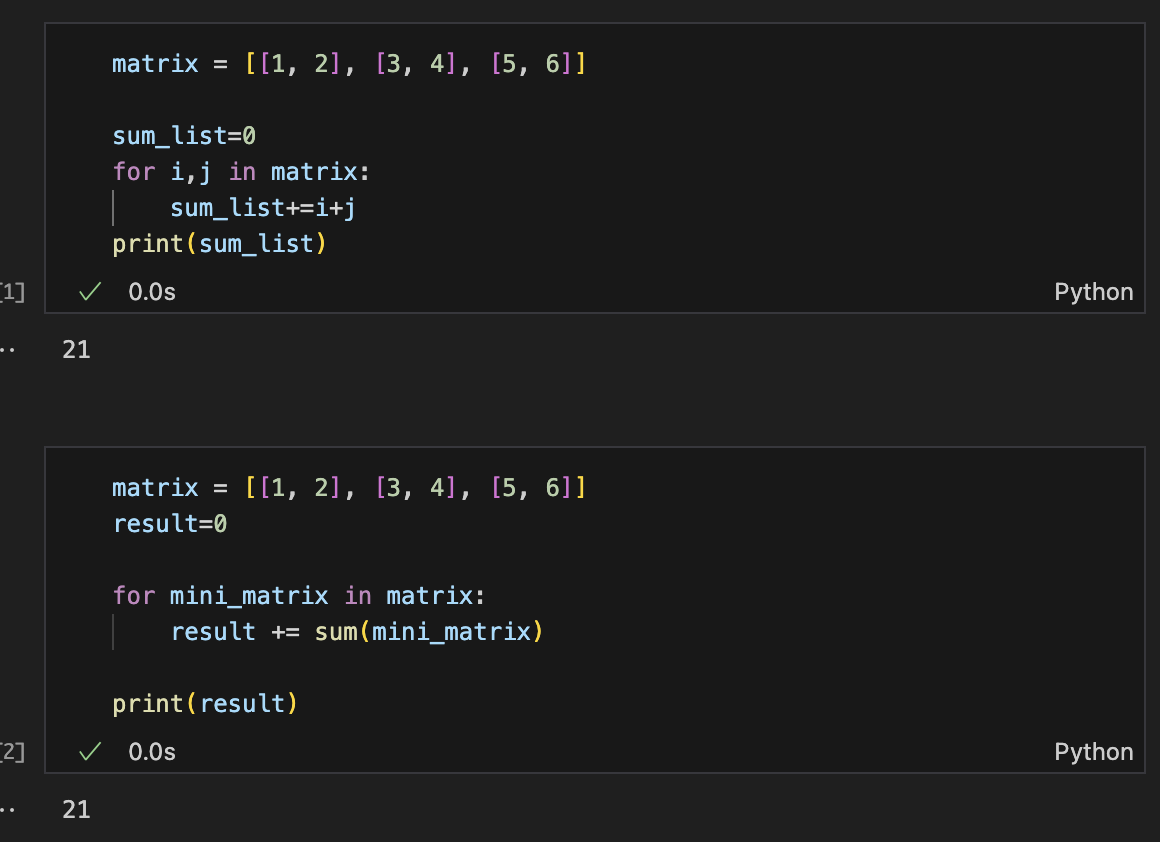 matrix = [[1, 2], [3, 4], [5, 6]]
sum_list=0
for i,j in matrix:
    sum_list+=i+j
print(sum_list)
[1]
0.0s
Python
21
matrix = [[1, 2], [3, 4], [5, 6]]
result=0
for mini_matrix in matrix:
    result += sum(mini_matrix)
print(result)
[2]
0.0s
Python
21